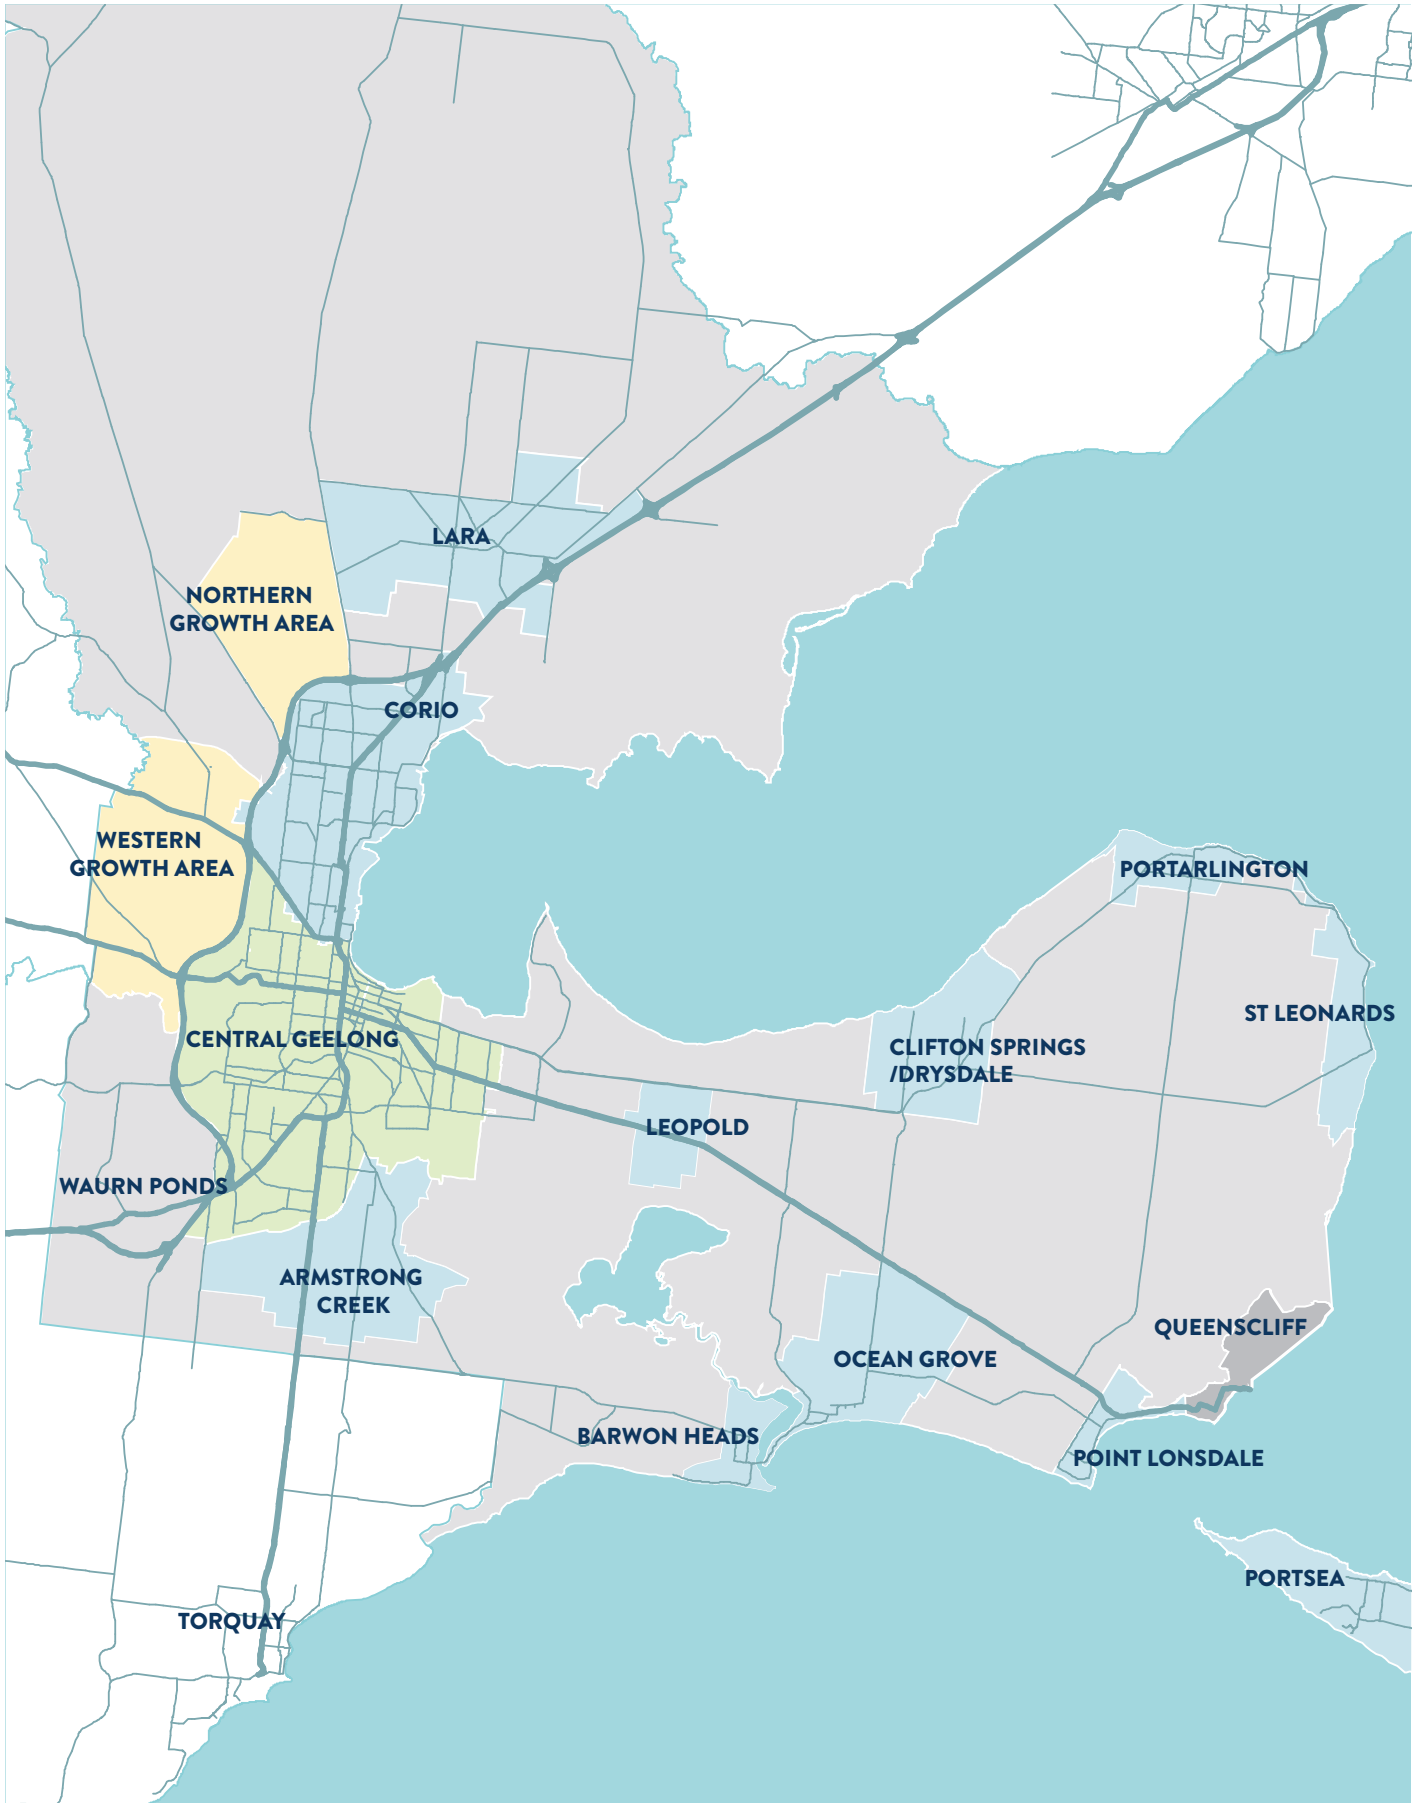 LARA
NORTHERN
GROWTH AREA
CORIO
WESTERN
GROWTH AREA
PORTARLINGTON
ST LEONARDS
CENTRAL GEELONG
CLIFTON SPRINGS
/DRYSDALE
LEOPOLD
WAURN PONDS
ARMSTRONG
CREEK
QUEENSCLIFF
OCEAN GROVE
BARWON HEADS
POINT LONSDALE
PORTSEA
TORQUAY